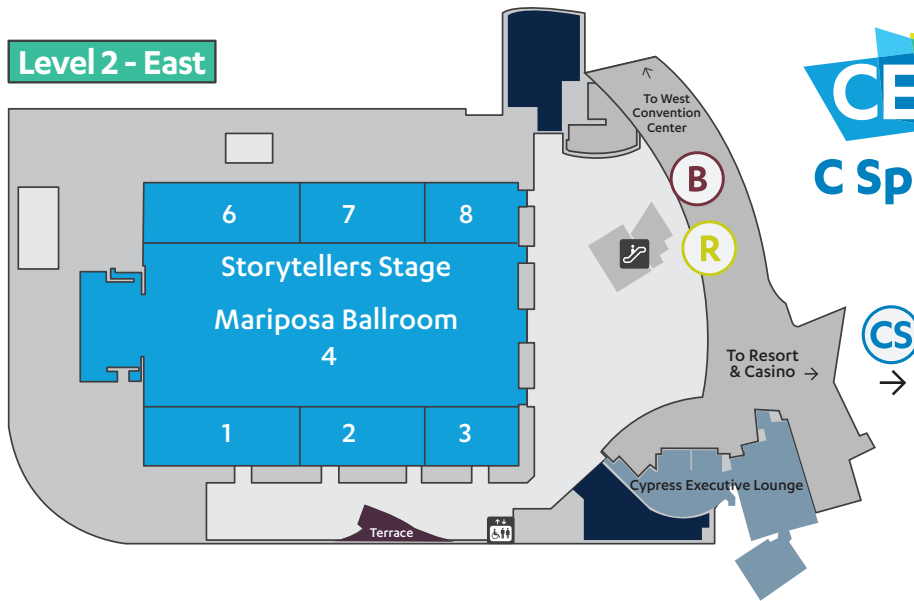 Level 2 - East
CE
C Sp
To West
Convention
Center
B
R
6
7
8
Storytellers Stage
Mariposa Ballroom
4
CS
To Resort
& Casino →
→
1
2
3
Cypress Executive Lounge
Terrace